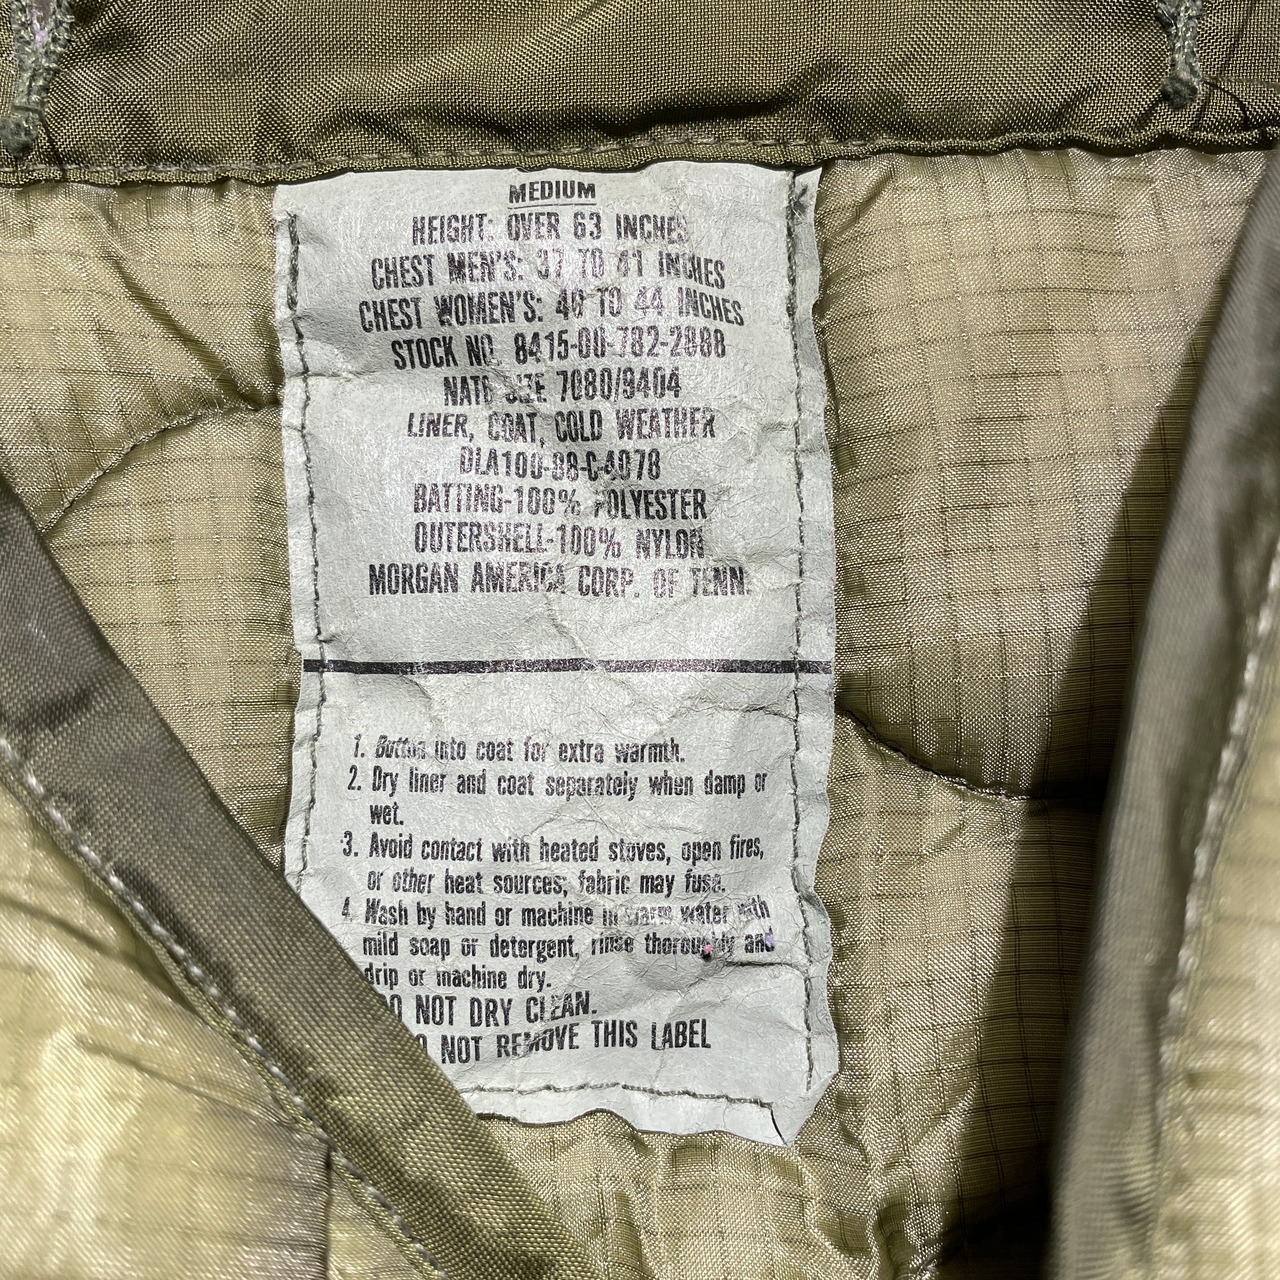 MEDIUM
HEIGHT: OVER 63 INCHES
CHEST MEN'S: 37 TO 41 INCHES
CHEST WOMEN'S: 40 TO 44 INCHES
STOCK NO. 8415-00-782-2888
NATO SIZE 7080/9404
LINER, COAT, COLD WEATHER
DLA100-88-C-4078
BATTING-100% POLYESTER
OUTERSHELL-100% NYLON
MORGAN AMERICA CORP. OF TENN.
1. Button into coat for extra warmth.
2. Dry liner and coat separately when damp or
wet.
3. Avoid contact with heated stoves, open fires,
or other heat sources; fabric may fuse.
4. Wash by hand or machine in warm water with
mild soap or detergent, rinse thoroughly and
drip or machine dry.
DO NOT DRY CLEAN.
DO NOT REMOVE THIS LABEL